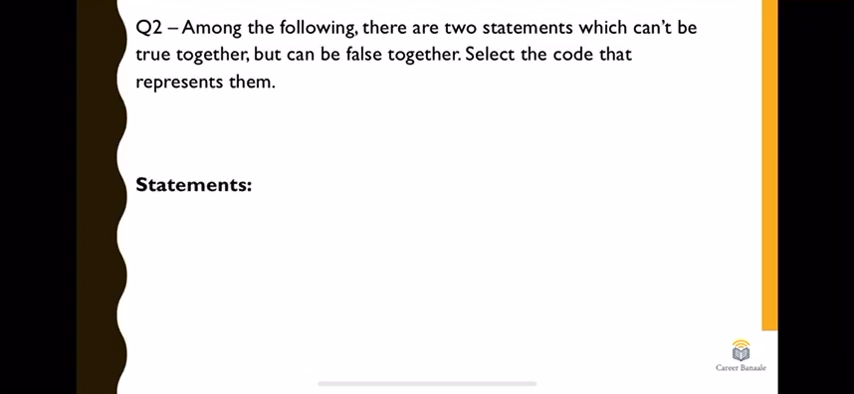 Q2 – Among the following, there are two statements which can't be
true together, but can be false together. Select the code that
represents them.
Statements:
Career Banaale